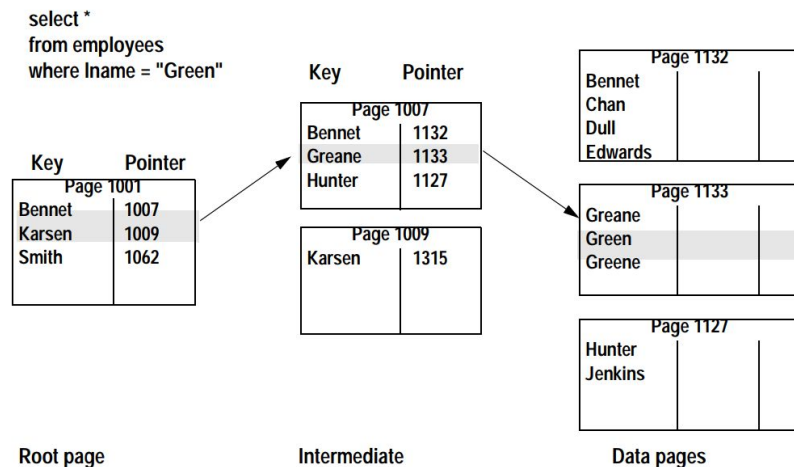 select *
from employees
where lname = "Green"
Key Pointer
Page 1001
Bennet 1007
Karsen 1009
Smith 1062
Root page
Key Pointer
Page 1007
Bennet 1132
Greane 1133
Hunter 1127
Page 1009
Karsen 1315
Intermediate
Page 1132
Bennet
Chan
Dull
Edwards
Page 1133
Greane
Green
Greene
Page 1127
Hunter
Jenkins
Data pages